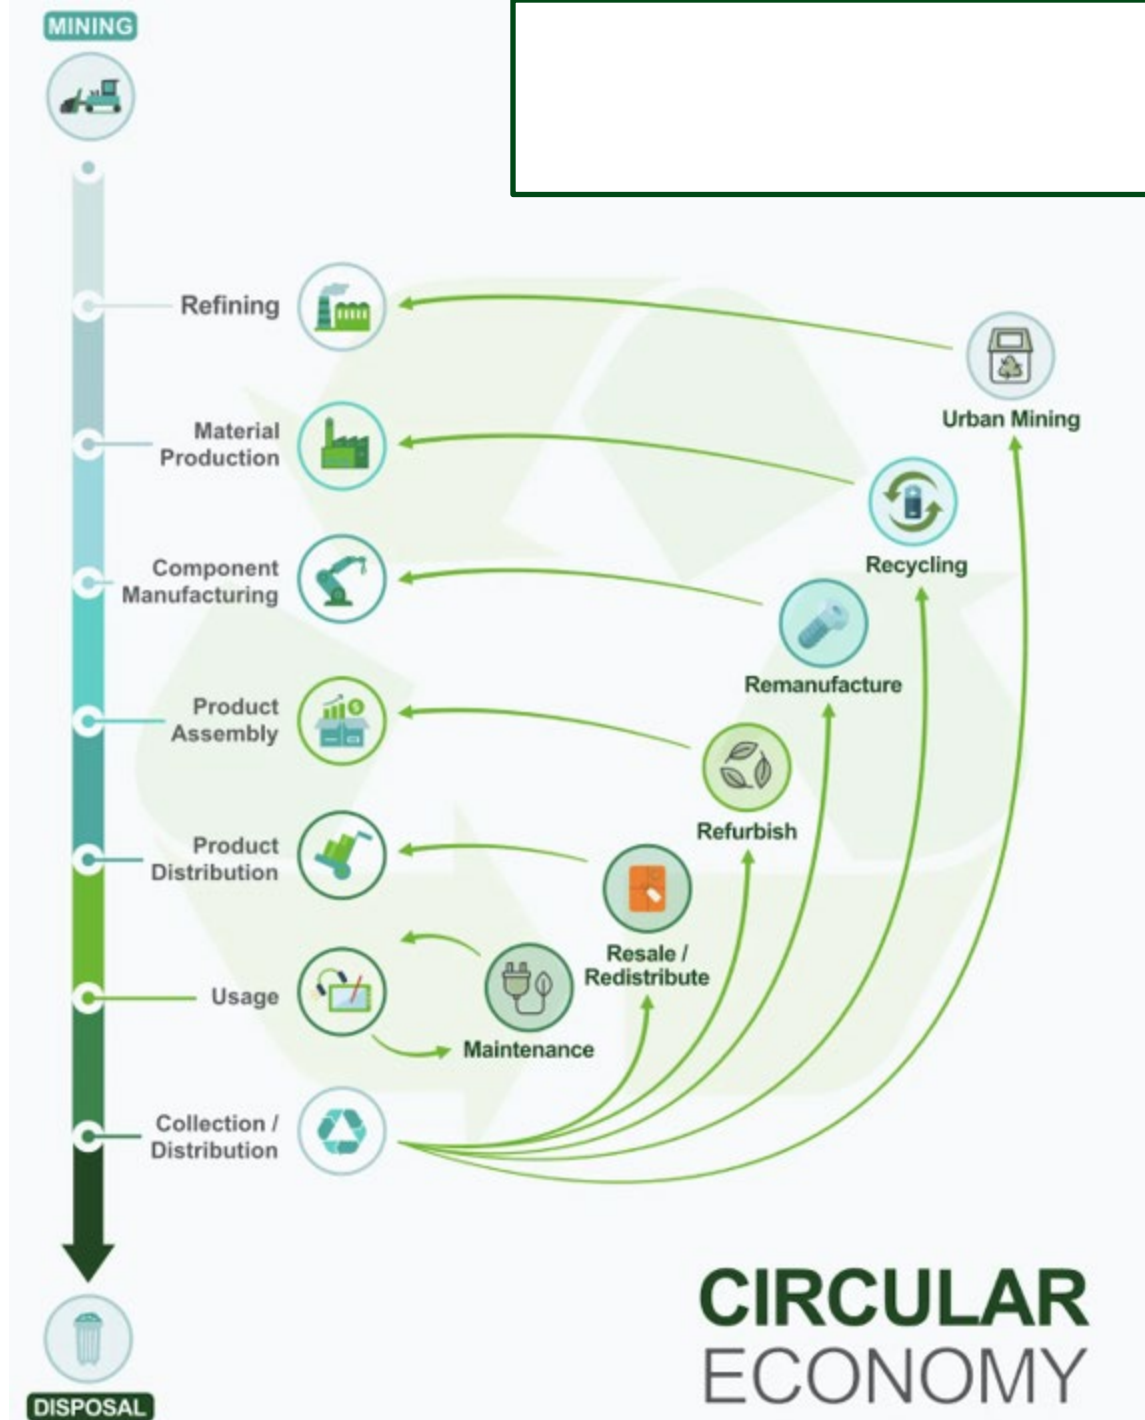 MINING
Refining
Urban Mining
Material
Production
Recycling
Component
Manufacturing
Remanufacture
Product
Assembly
Refurbish
Product
Distribution
Resale /
Redistribute
Usage
Maintenance
Collection /
Distribution
CIRCULAR
ECONOMY
DISPOSAL